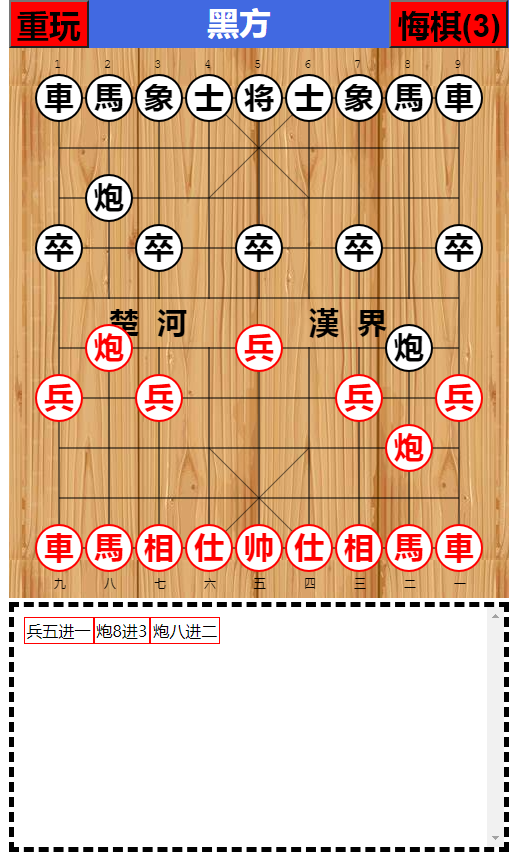 重玩 黑方 悔棋(3)
1 2 3 4 5 6 7 8 9
車 馬 象 士 将 士 象 馬 車
炮
卒 卒 卒 卒 卒
楚 河 漢 界
炮 兵 炮
兵 兵 兵 兵
炮
車 馬 相 仕 帅 仕 相 馬 車
九 八 七 六 五 四 三 二 一
兵五进一 炮8进3 炮八进二